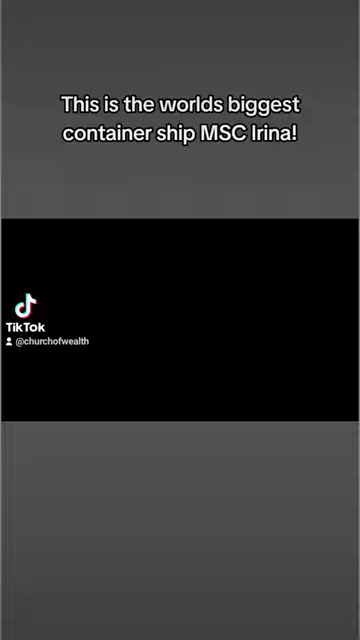 This is the worlds biggest
container ship MSC Irina!
TikTok
@churchofwealth